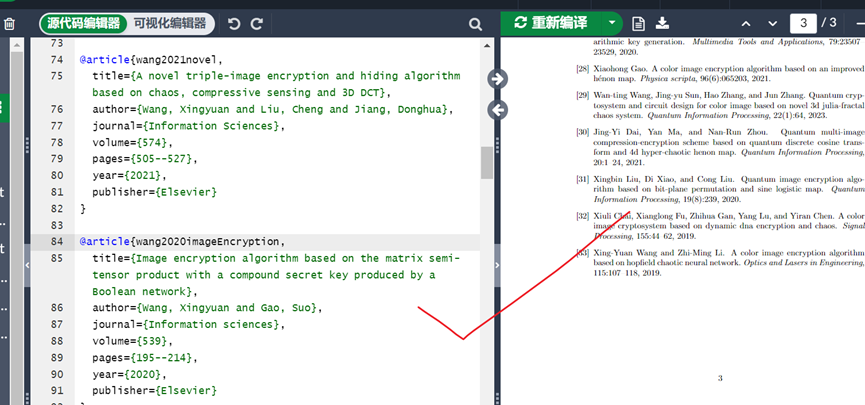 源代码编辑器 可视化编辑器
重新编译
3 / 3
73
74 @article{wang2021novel,
75 title={A novel triple-image encryption and hiding algorithm
based on chaos, compressive sensing and 3D DCT},
76 author={Wang, Xingyuan and Liu, Cheng and Jiang, Donghua},
77 journal={Information Sciences},
78 volume={574},
79 pages={505--527},
80 year={2021},
81 publisher={Elsevier}
82 }
83
84 @article{wang2020imageEncryption,
85 title={Image encryption algorithm based on the matrix semi-
tensor product with a compound secret key produced by a
Boolean network},
86 author={Wang, Xingyuan and Gao, Suo},
87 journal={Information sciences},
88 volume={539},
89 pages={195--214},
90 year={2020},
91 publisher={Elsevier}
arithmic key generation. Multimedia Tools and Applications, 79:23507
23529, 2020.
[28] Xiaohong Gao. A color image encryption algorithm based on an improved
hénon map. Physica scripta, 96(6):065203, 2021.
[29] Wan-ting Wang, Jing-yu Sun, Hao Zhang, and Jun Zhang. Quantum cryp-
tosystem and circuit design for color image based on novel 3d julia-fractal
chaos system. Quantum Information Processing, 22(1):64, 2023.
[30] Jing-Yi Dai, Yan Ma, and Nan-Run Zhou. Quantum multi-image
compression-encryption scheme based on quantum discrete cosine trans-
form and 4d hyper-chaotic henon map. Quantum Information Processing,
20:1 24, 2021.
[31] Xingbin Liu, Di Xiao, and Cong Liu. Quantum image encryption algo-
rithm based on bit-plane permutation and sine logistic map. Quantum
Information Processing, 19(8):239, 2020.
[32] Xiuli Chai, Xianglong Fu, Zhihua Gan, Yang Lu, and Yiran Chen. A color
image cryptosystem based on dynamic dna encryption and chaos. Signal
Processing, 155:44 62, 2019.
[33] Xing-Yuan Wang and Zhi-Ming Li. A color image encryption algorithm
based on hopfield chaotic neural network. Optics and Lasers in Engineering,
115:107 118, 2019.
3